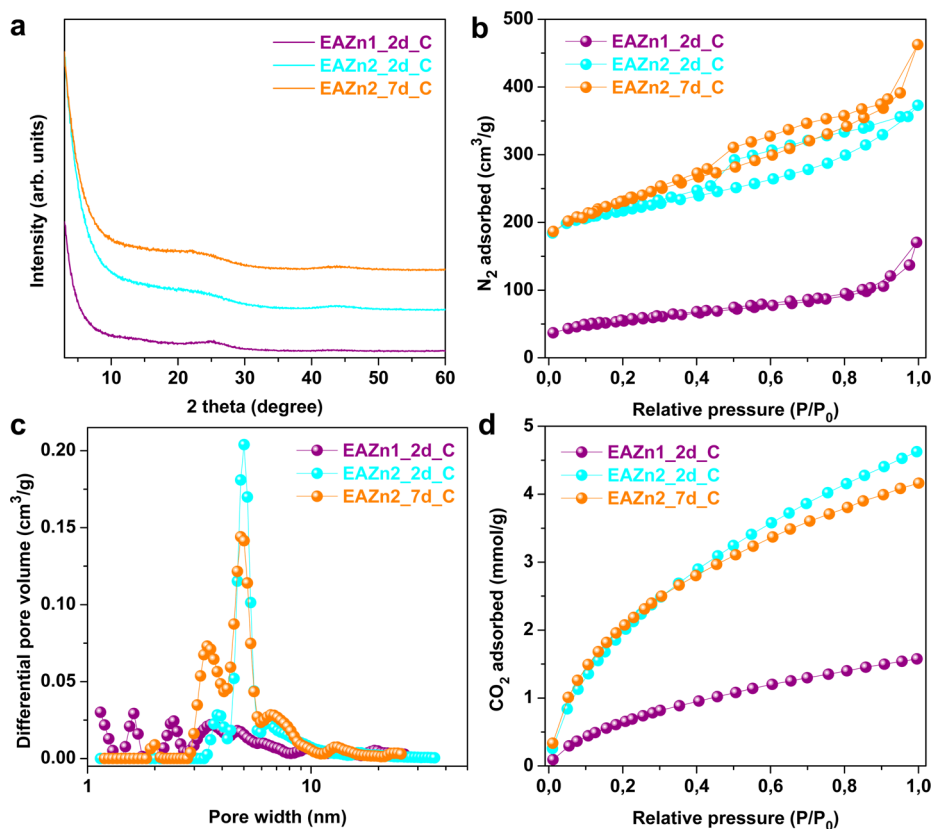 a
EAZn1_2d_C
EAZn2_2d_C
EAZn2_7d_C
Intensity (arb. units)
10 20 30 40 50 60
2 theta (degree)
b
500
400
300
200
100
0
EAZn1_2d_C
EAZn2_2d_C
EAZn2_7d_C
N2 adsorbed (cm3/g)
0,0 0,2 0,4 0,6 0,8 1,0
Relative pressure (P/P0)
c
0.20
0.15
0.10
0.05
0.00
EAZn1_2d_C
EAZn2_2d_C
EAZn2_7d_C
Differential pore volume (cm3/g)
1 10
Pore width (nm)
d
5
4
3
2
1
0
EAZn1_2d_C
EAZn2_2d_C
EAZn2_7d_C
CO2 adsorbed (mmol/g)
0,0 0,2 0,4 0,6 0,8 1,0
Relative pressure (P/P0)